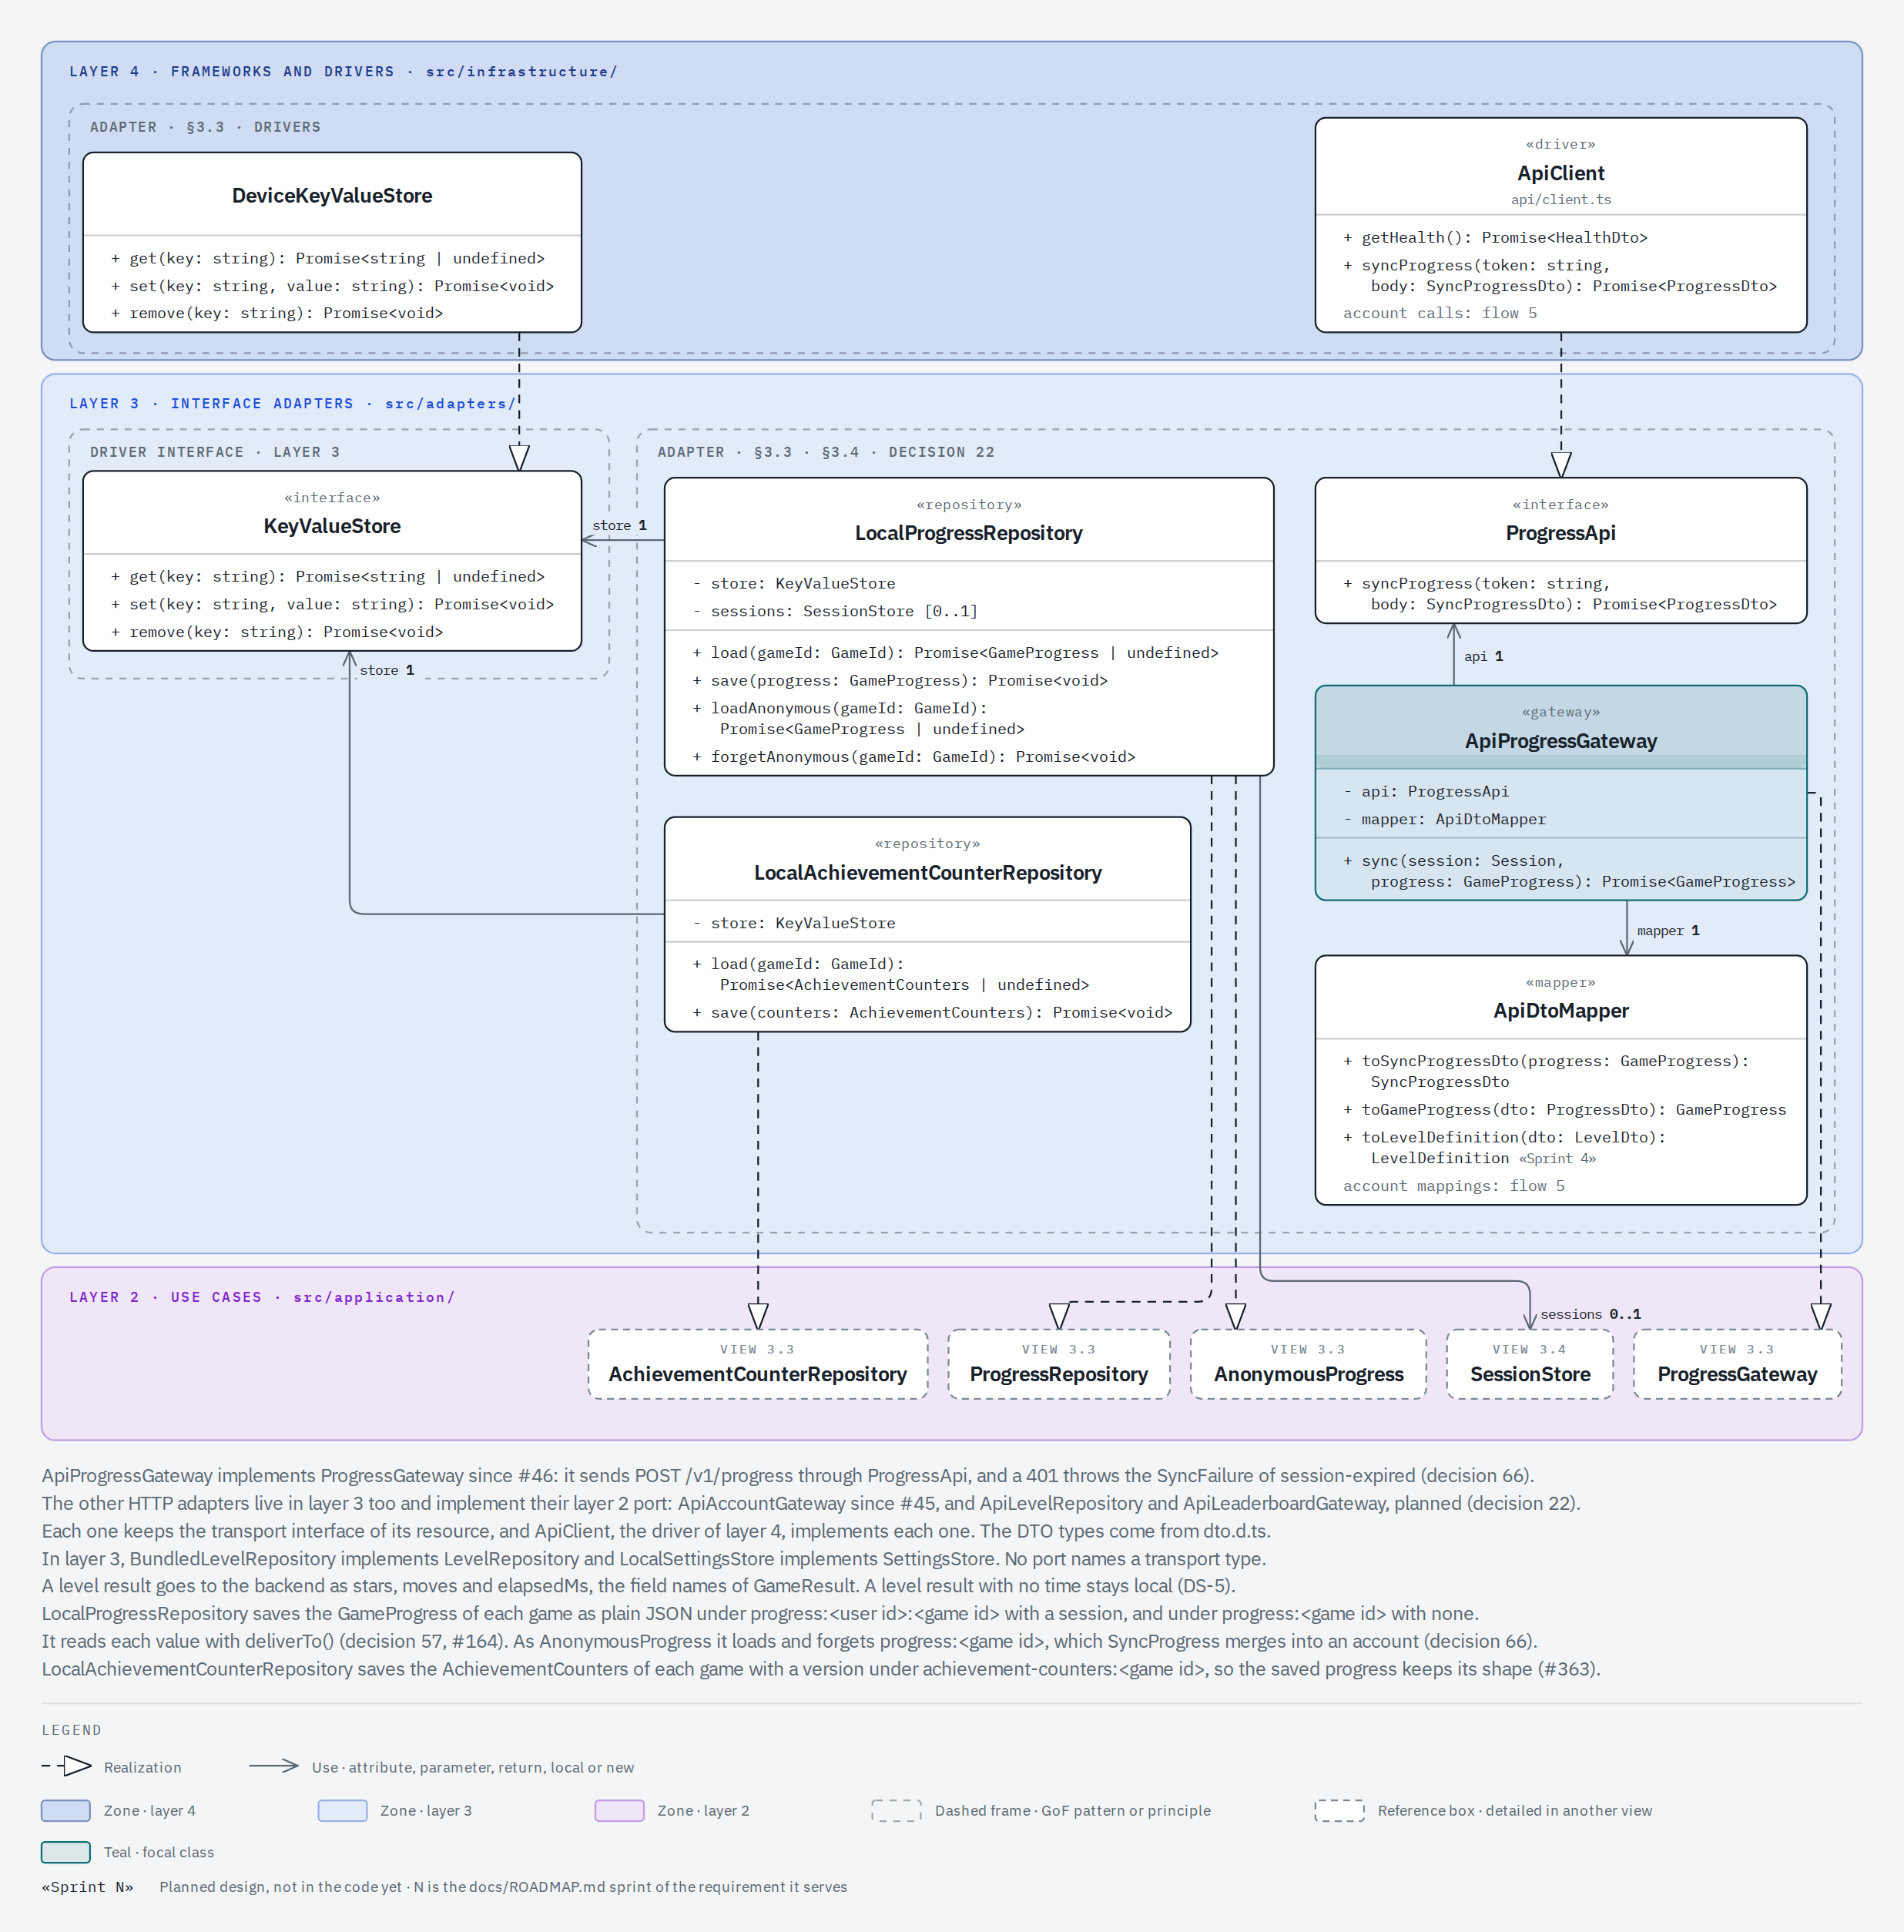 LAYER 4 · FRAMEWORKS AND DRIVERS · src/infrastructure/
ADAPTER · §3.3 · DRIVERS
DeviceKeyValueStore
+ get(key: string): Promise<string | undefined>
+ set(key: string, value: string): Promise<void>
+ remove(key: string): Promise<void>
«driver»
ApiClient
api/client.ts
+ getHealth(): Promise<HealthDto>
+ syncProgress(token: string,
body: SyncProgressDto): Promise<ProgressDto>
account calls: flow 5
LAYER 3 · INTERFACE ADAPTERS · src/adapters/
DRIVER INTERFACE · LAYER 3
«interface»
KeyValueStore
+ get(key: string): Promise<string | undefined>
+ set(key: string, value: string): Promise<void>
+ remove(key: string): Promise<void>
store 1
store 1
ADAPTER · §3.3 · §3.4 · DECISION 22
«repository»
LocalProgressRepository
- store: KeyValueStore
- sessions: SessionStore [0..1]
+ load(gameId: GameId): Promise<GameProgress | undefined>
+ save(progress: GameProgress): Promise<void>
+ loadAnonymous(gameId: GameId):
Promise<GameProgress | undefined>
+ forgetAnonymous(gameId: GameId): Promise<void>
«repository»
LocalAchievementCounterRepository
- store: KeyValueStore
+ load(gameId: GameId):
Promise<AchievementCounters | undefined>
+ save(counters: AchievementCounters): Promise<void>
«interface»
ProgressApi
+ syncProgress(token: string,
body: SyncProgressDto): Promise<ProgressDto>
api 1
«gateway»
ApiProgressGateway
- api: ProgressApi
- mapper: ApiDtoMapper
+ sync(session: Session,
progress: GameProgress): Promise<GameProgress>
mapper 1
«mapper»
ApiDtoMapper
+ toSyncProgressDto(progress: GameProgress):
SyncProgressDto
+ toGameProgress(dto: ProgressDto): GameProgress
+ toLevelDefinition(dto: LevelDto):
LevelDefinition «Sprint 4»
account mappings: flow 5
LAYER 2 · USE CASES · src/application/
sessions 0..1
VIEW 3.3
AchievementCounterRepository
VIEW 3.3
ProgressRepository
VIEW 3.3
AnonymousProgress
VIEW 3.4
SessionStore
VIEW 3.3
ProgressGateway
ApiProgressGateway implements ProgressGateway since #46: it sends POST /v1/progress through ProgressApi, and a 401 throws the SyncFailure of session-expired (decision 66).
The other HTTP adapters live in layer 3 too and implement their layer 2 port: ApiAccountGateway since #45, and ApiLevelRepository and ApiLeaderboardGateway, planned (decision 22).
Each one keeps the transport interface of its resource, and ApiClient, the driver of layer 4, implements each one. The DTO types come from dto.d.ts.
In layer 3, BundledLevelRepository implements LevelRepository and LocalSettingsStore implements SettingsStore. No port names a transport type.
A level result goes to the backend as stars, moves and elapsedMs, the field names of GameResult. A level result with no time stays local (DS-5).
LocalProgressRepository saves the GameProgress of each game as plain JSON under progress:<user id>:<game id> with a session, and under progress:<game id> with none.
It reads each value with deliverTo() (decision 57, #164). As AnonymousProgress it loads and forgets progress:<game id>, which SyncProgress merges into an account (decision 66).
LocalAchievementCounterRepository saves the AchievementCounters of each game with a version under achievement-counters:<game id>, so the saved progress keeps its shape (#363).
LEGEND
Realization
Use · attribute, parameter, return, local or new
Zone · layer 4
Zone · layer 3
Zone · layer 2
Dashed frame · GoF pattern or principle
Reference box · detailed in another view
Teal · focal class
«Sprint N» Planned design, not in the code yet · N is the docs/ROADMAP.md sprint of the requirement it serves